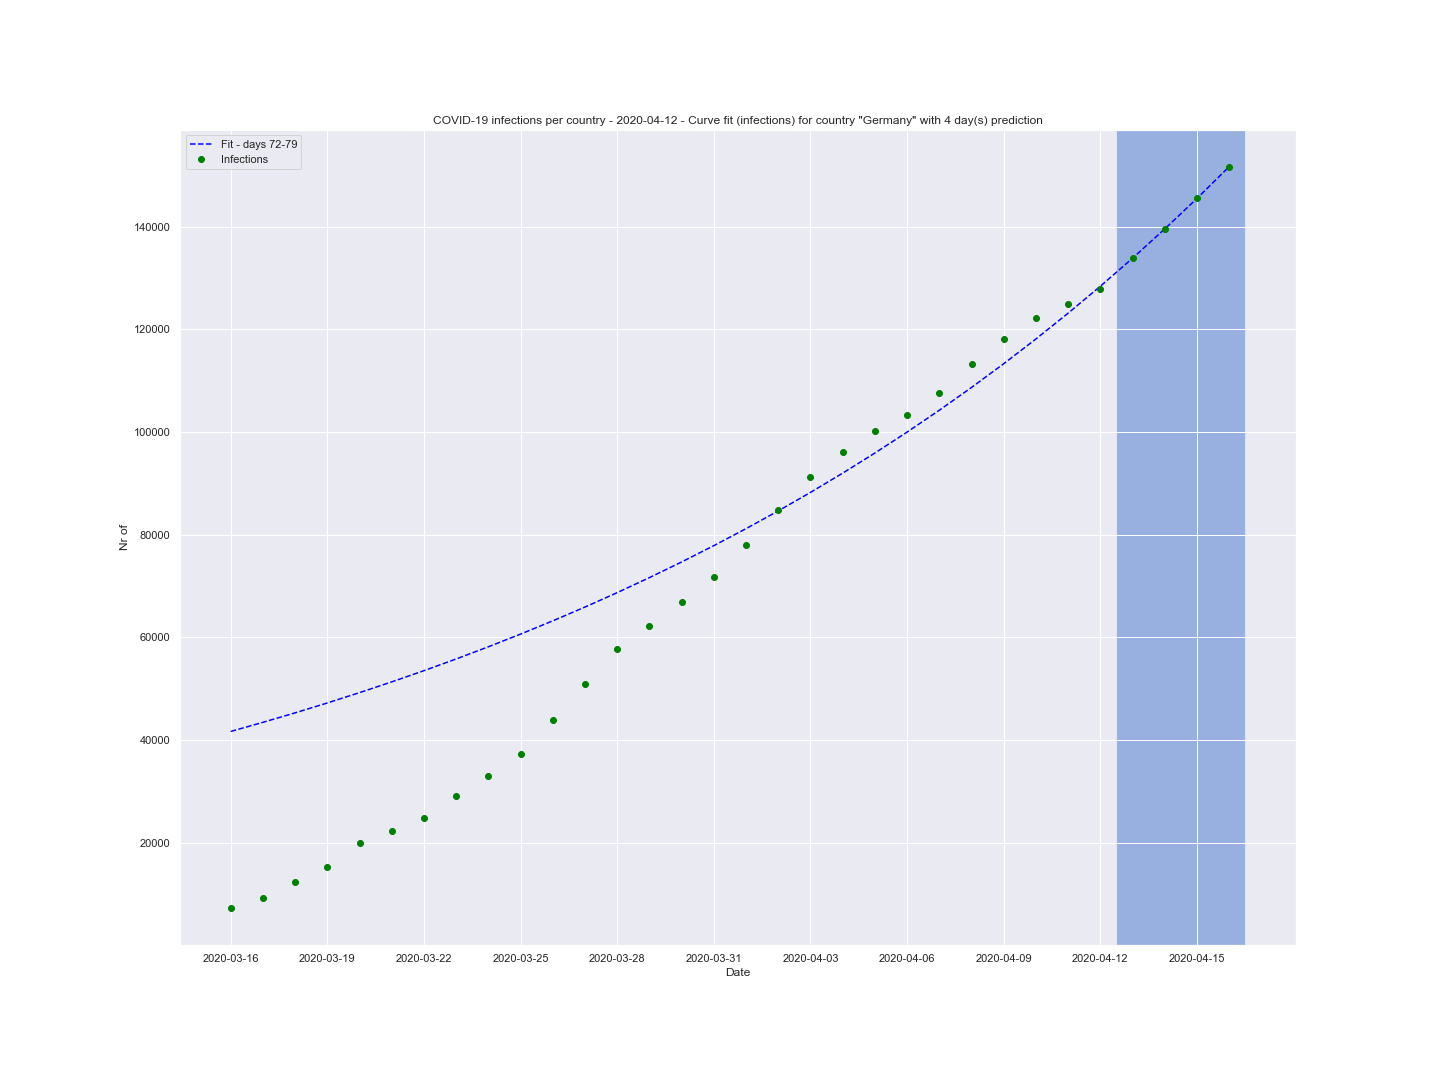 COVID-19 infections per country - 2020-04-12 - Curve fit (infections) for country "Germany" with 4 day(s) prediction
Fit - days 72-79
Infections
140000
120000
100000
80000
60000
40000
20000
Nr of
2020-03-16 2020-03-19 2020-03-22 2020-03-25 2020-03-28 2020-03-31 2020-04-03 2020-04-06 2020-04-09 2020-04-12 2020-04-15
Date